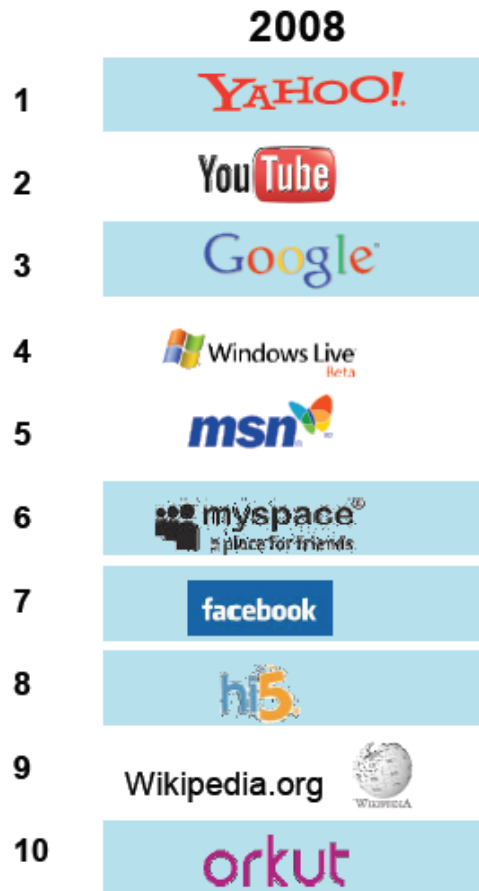 2008
1 YAHOO!
2 YouTube
3 Google
4 Windows Live
Beta
5 msn
6 myspace®
a place for friends
7 facebook
8 hi5
9 Wikipedia.org WIKIPEDIA
10 orkut